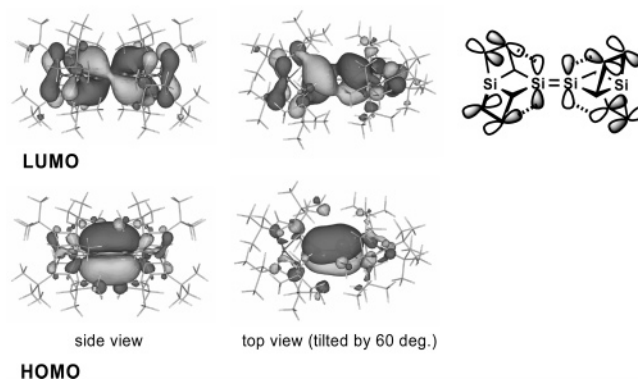 Si Si=Si Si
LUMO
side view top view (tilted by 60 deg.)
HOMO